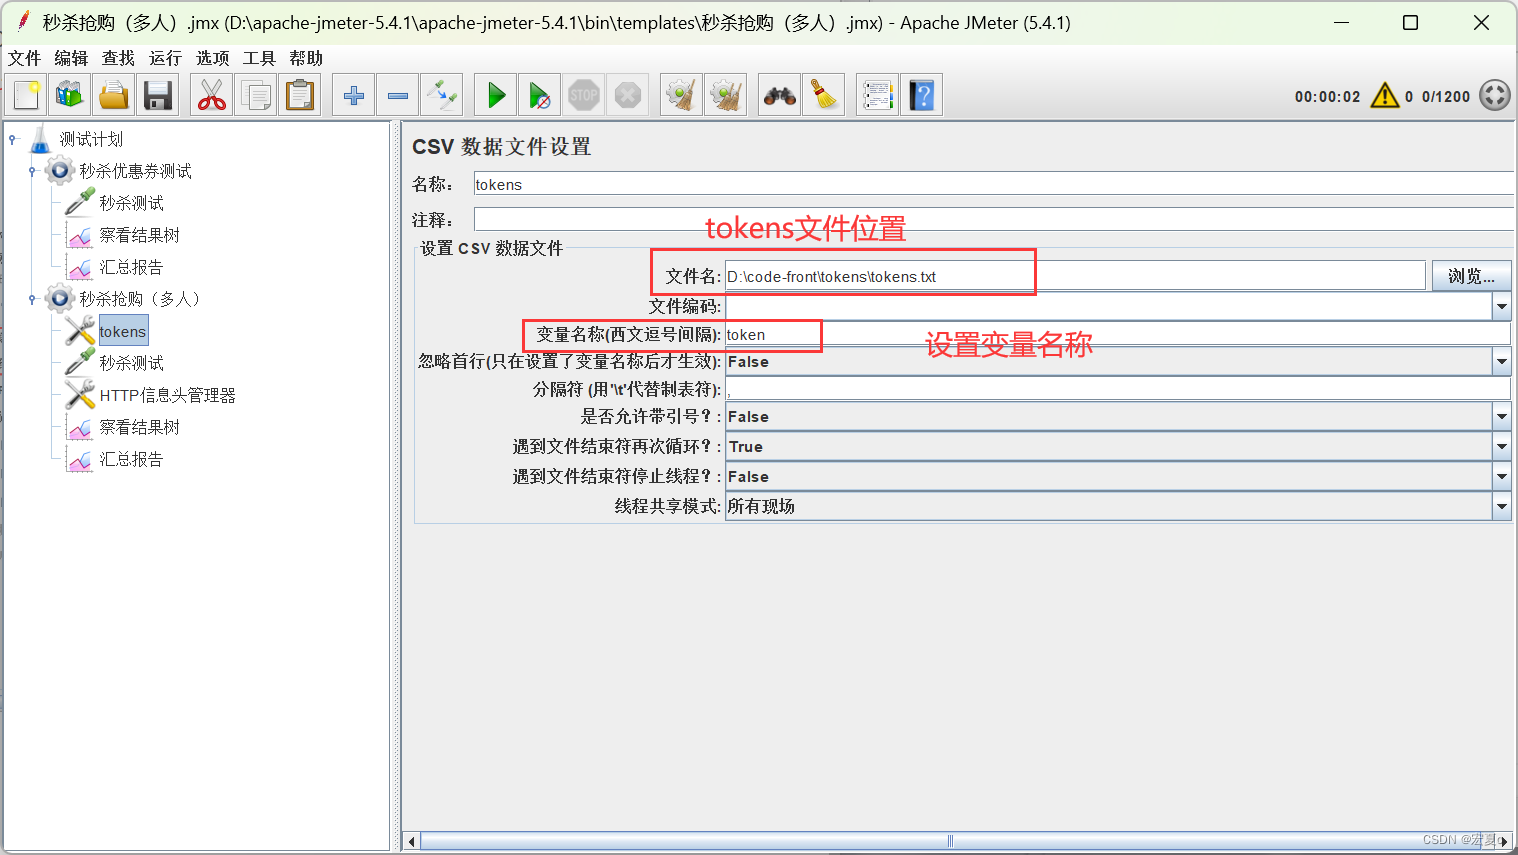 秒杀抢购（多人）.jmx (D:\apache-jmeter-5.4.1\apache-jmeter-5.4.1\bin\templates\秒杀抢购（多人）.jmx) - Apache JMeter (5.4.1)
文件 编辑 查找 运行 选项 工具 帮助
STOP
00:00:02 0 0/1200
测试计划
秒杀优惠券测试
秒杀测试
察看结果树
汇总报告
秒杀抢购（多人）
tokens
秒杀测试
HTTP信息头管理器
察看结果树
汇总报告
CSV 数据文件设置
名称： tokens
注释：
tokens文件位置
设置 CSV 数据文件
文件名: D:\code-front\tokens\tokens.txt 浏览...
文件编码:
变量名称(西文逗号间隔): token
设置变量名称
忽略首行(只在设置了变量名称后才生效): False
分隔符 (用'\t'代替制表符): ,
是否允许带引号？: False
遇到文件结束符再次循环？: True
遇到文件结束符停止线程？: False
线程共享模式: 所有现场